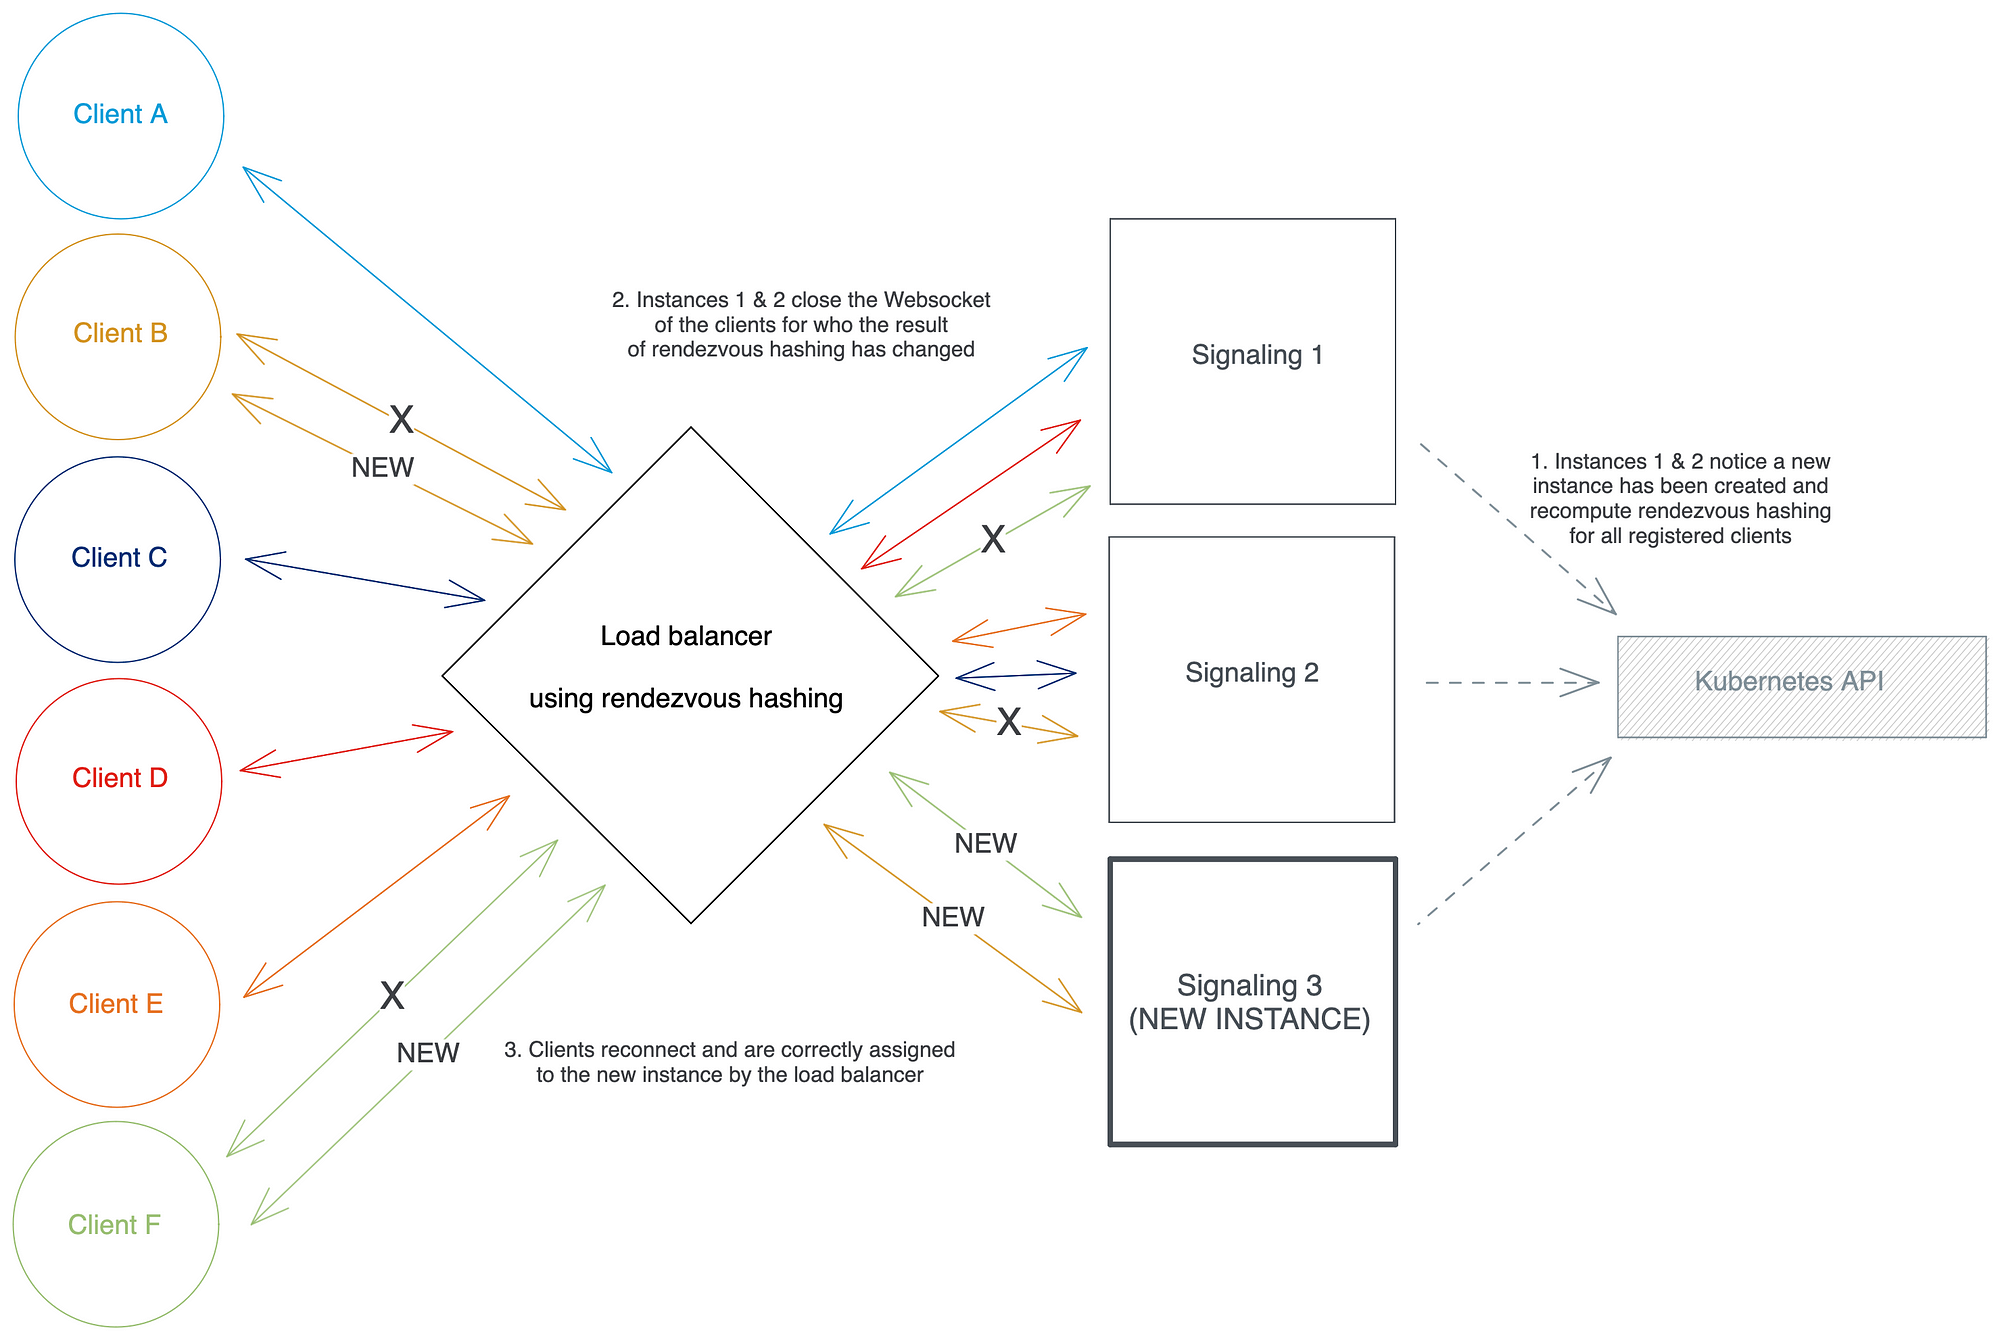 Client A
Client B
Client C
Client D
Client E
Client F
X
NEW
X
NEW
2. Instances 1 & 2 close the Websocket
of the clients for who the result
of rendezvous hashing has changed
Load balancer
using rendezvous hashing
3. Clients reconnect and are correctly assigned
to the new instance by the load balancer
X
X
NEW
NEW
Signaling 1
Signaling 2
Signaling 3
(NEW INSTANCE)
1. Instances 1 & 2 notice a new
instance has been created and
recompute rendezvous hashing
for all registered clients
Kubernetes API